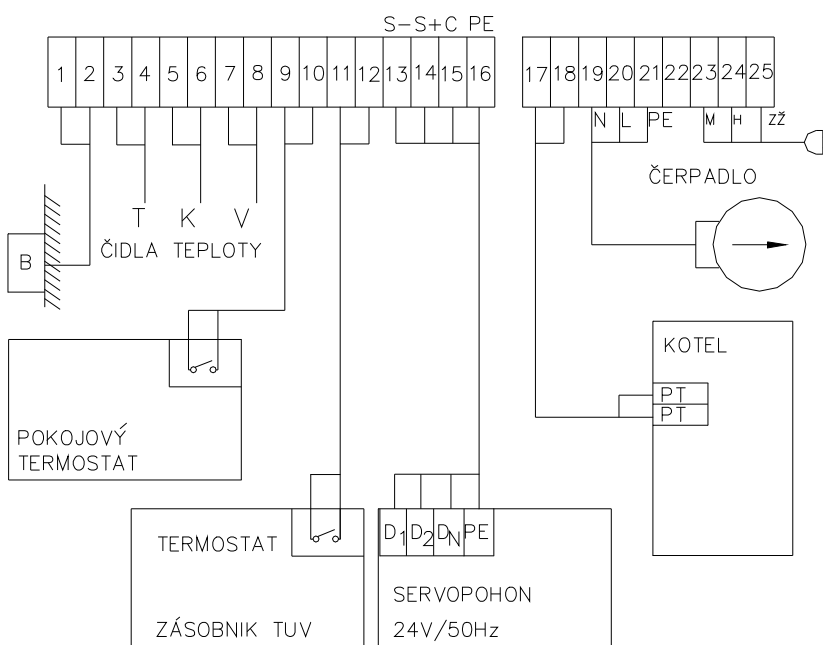 S-S+C PE
1 2 3 4 5 6 7 8 9 10 11 12 13 14 15 16 17 18 19 20 21 22 23 24 25
N L PE M H ZŽ
ČERPADLO
T K V
ČIDLA TEPLOTY
B
KOTEL
PT
PT
POKOJOVÝ
TERMOSTAT
D1 D2 DN PE
TERMOSTAT
SERVOPOHON
ZÁSOBNIK TUV
24V/50Hz